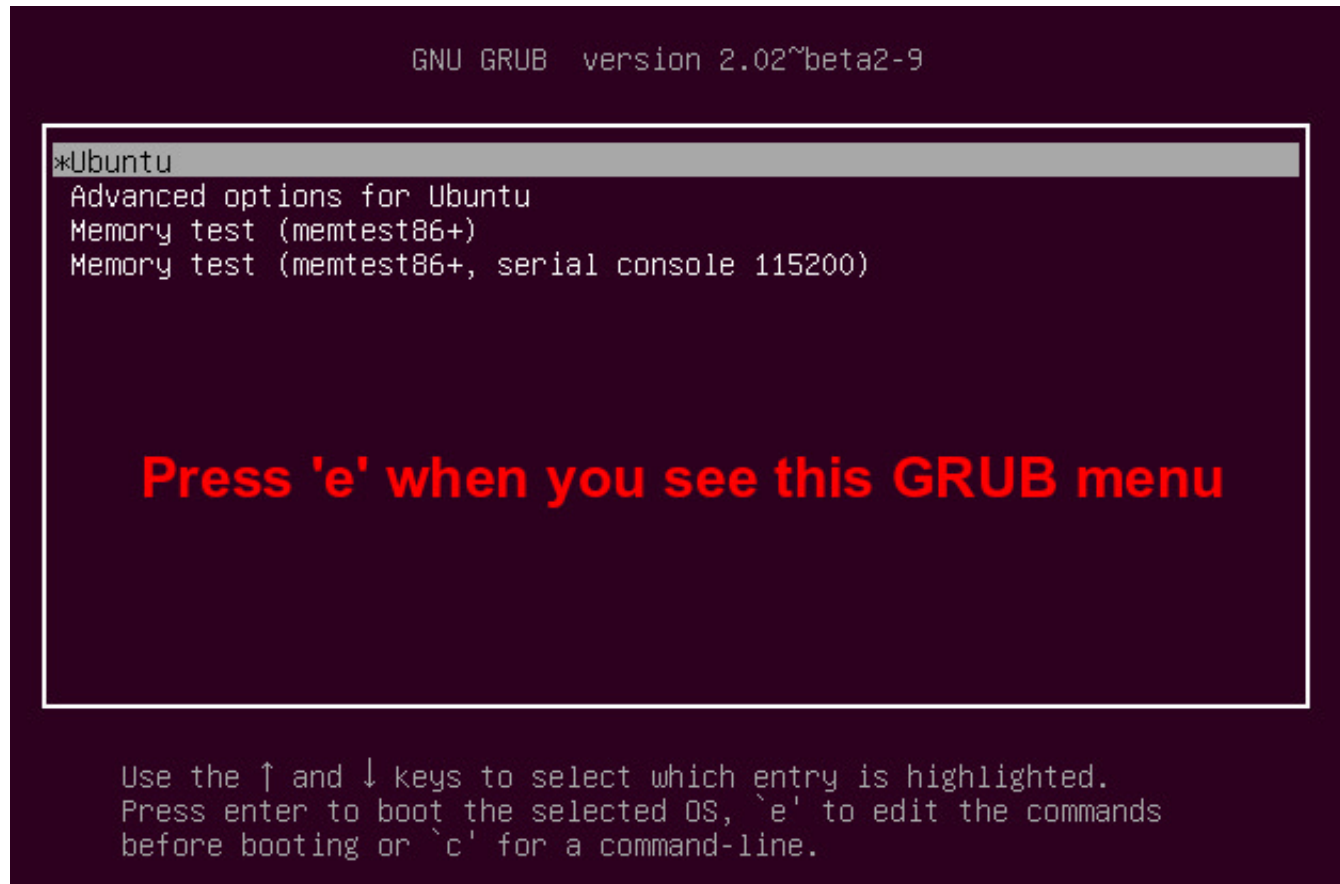 GNU GRUB  version 2.02~beta2-9
*Ubuntu
Advanced options for Ubuntu
Memory test (memtest86+)
Memory test (memtest86+, serial console 115200)
Press 'e' when you see this GRUB menu
Use the ↑ and ↓ keys to select which entry is highlighted.
Press enter to boot the selected OS, `e' to edit the commands
before booting or `c' for a command-line.